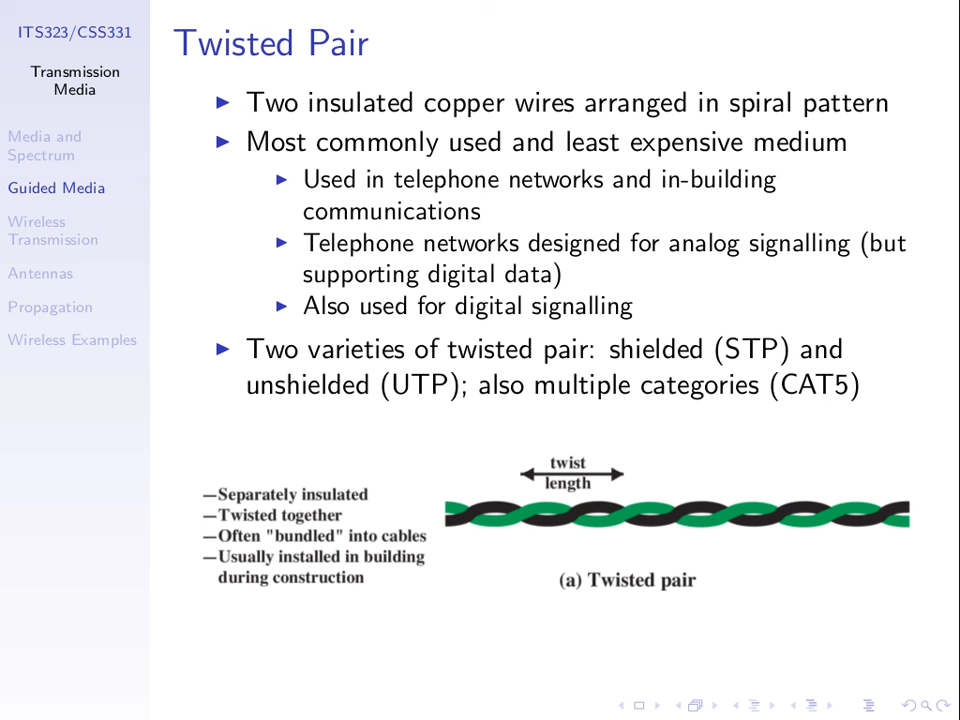 ITS323/CSS331
Transmission
Media
Media and
Spectrum
Guided Media
Wireless
Transmission
Antennas
Propagation
Wireless Examples
Twisted Pair
Two insulated copper wires arranged in spiral pattern
Most commonly used and least expensive medium
Used in telephone networks and in-building
communications
Telephone networks designed for analog signalling (but
supporting digital data)
Also used for digital signalling
Two varieties of twisted pair: shielded (STP) and
unshielded (UTP); also multiple categories (CAT5)
—Separately insulated
—Twisted together
—Often "bundled" into cables
—Usually installed in building
during construction
twist
length
(a) Twisted pair